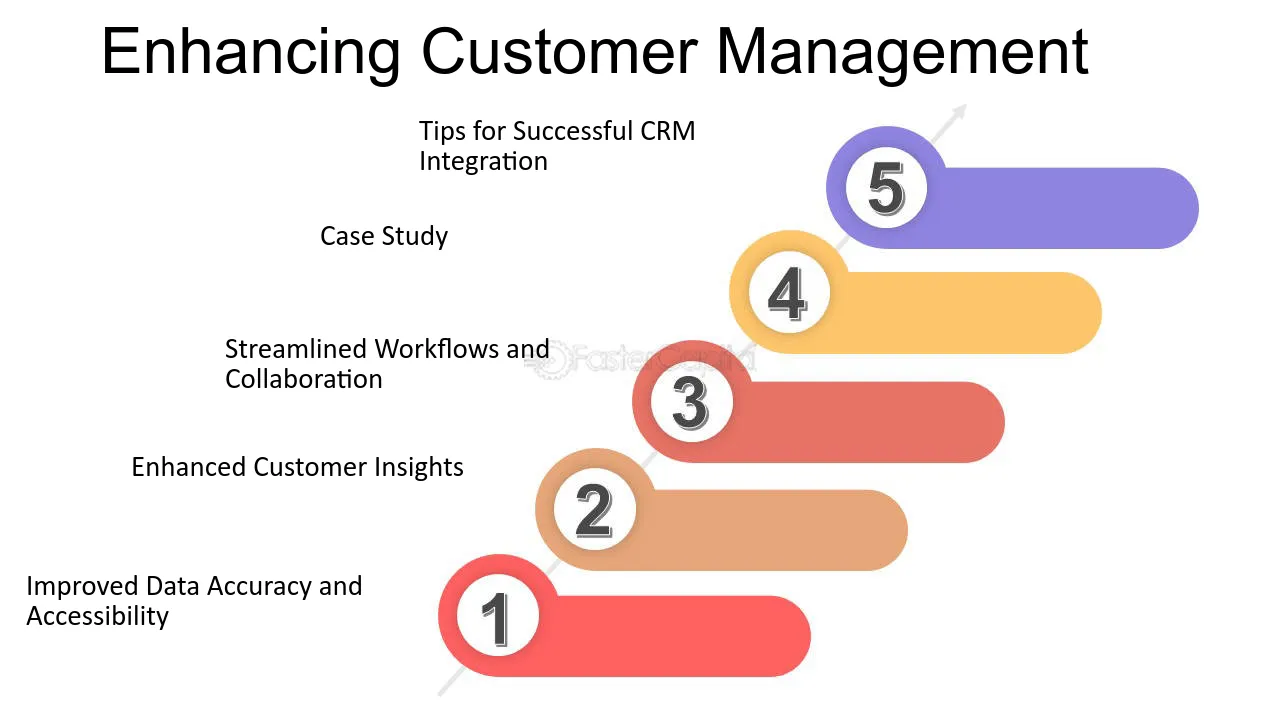 Enhancing Customer Management
Tips for Successful CRM
Integration
5
Case Study
4
Streamlined Workflows and
Collaboration
FasterCapital
3
Enhanced Customer Insights
2
Improved Data Accuracy and
Accessibility
1